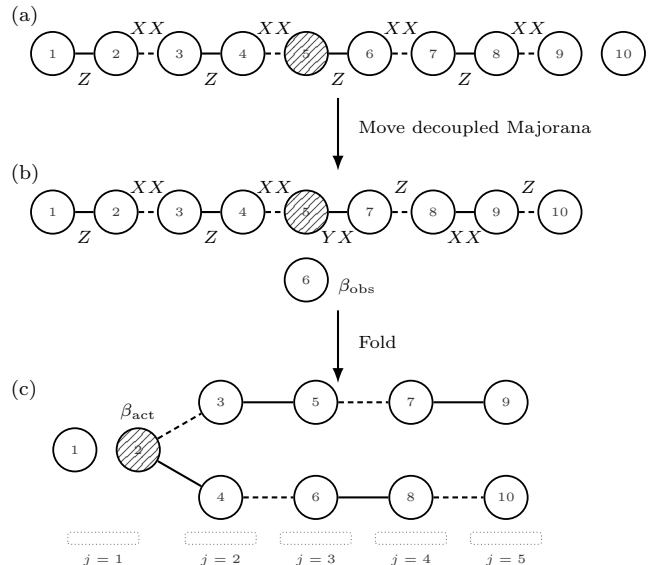 (a)
XX XX XX XX
1 2 3 4 5 6 7 8 9 10
Z Z Z Z
Move decoupled Majorana
(b)
XX XX Z Z
1 2 3 4 5 7 8 9 10
Z Z YX XX
6 β_obs
Fold
(c)
3 5 7 9
β_act
1 2
4 6 8 10
j = 1 j = 2 j = 3 j = 4 j = 5